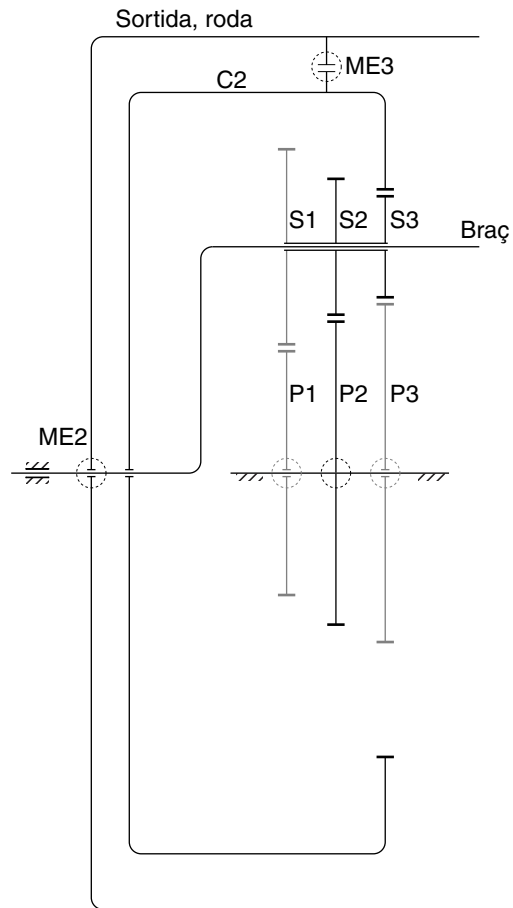 Sortida, roda
ME3
C2
S1 S2 S3
Braç
P1 P2 P3
ME2